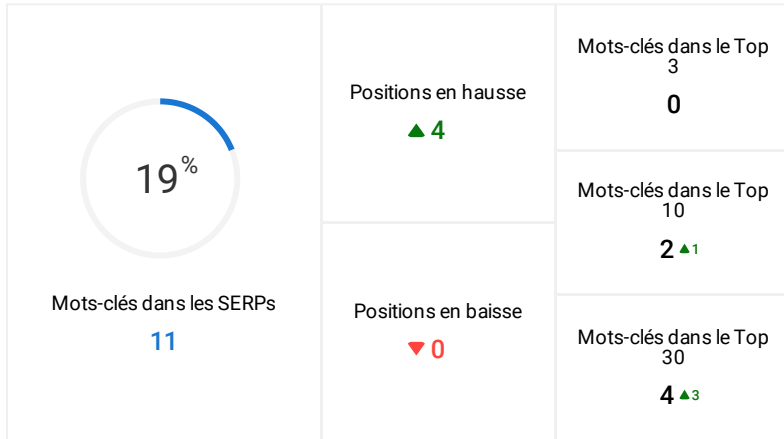 19%
Mots-clés dans les SERPs
11
Positions en hausse
▲ 4
Positions en baisse
▼ 0
Mots-clés dans le Top
3
0
Mots-clés dans le Top
10
2 ▲ 1
Mots-clés dans le Top
30
4 ▲ 3